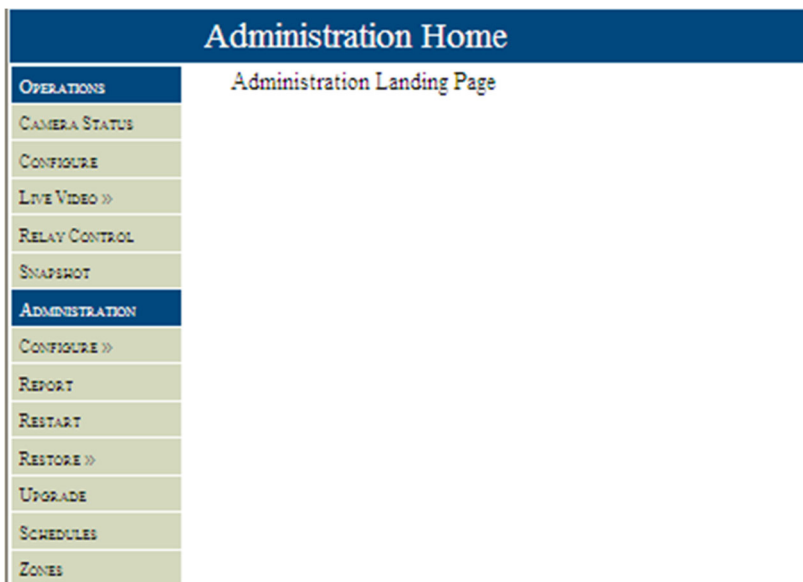 Administration Home
Administration Landing Page
OPERATIONS
CAMERA STATUS
CONFIGURE
LIVE VIDEO »
RELAY CONTROL
SNAPSHOT
ADMINISTRATION
CONFIGURE »
REPORT
RESTART
RESTORE »
UPGRADE
SCHEDULES
ZONES